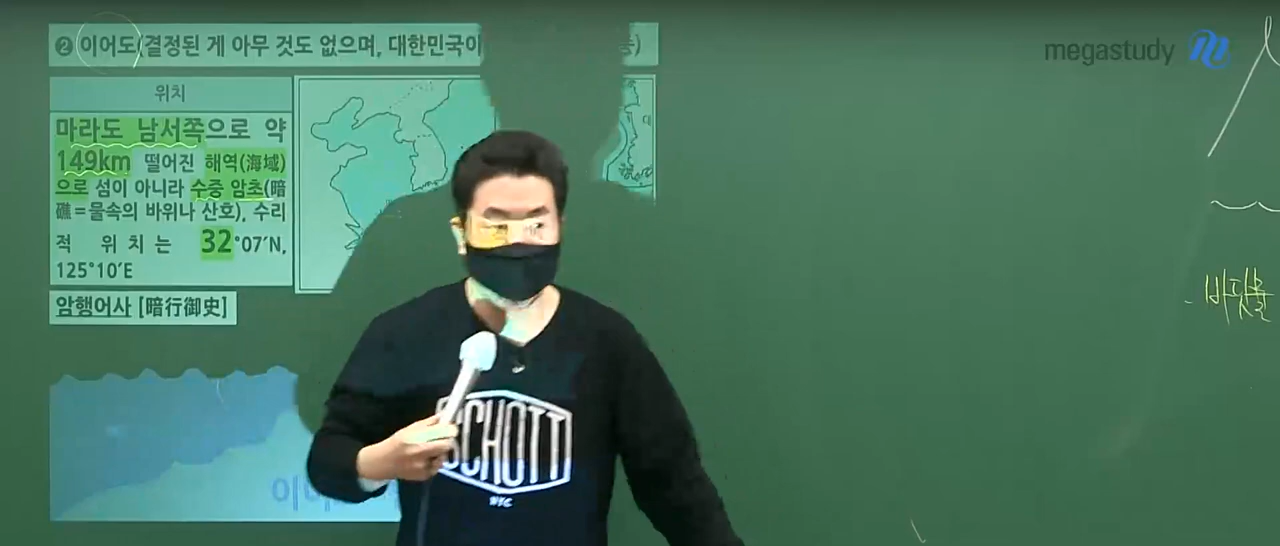 ❷ 이어도(결정된 게 아무 것도 없으며, 대한민국이
megastudy
위치
마라도 남서쪽으로 약
149km 떨어진 해역(海域)
으로 섬이 아니라 수중 암초(暗
礁=물속의 바위나 산호), 수리
적 위치는 32°07′N,
125°10′E
암행어사 [暗行御史]
바닷물
SCHOTT
NYC